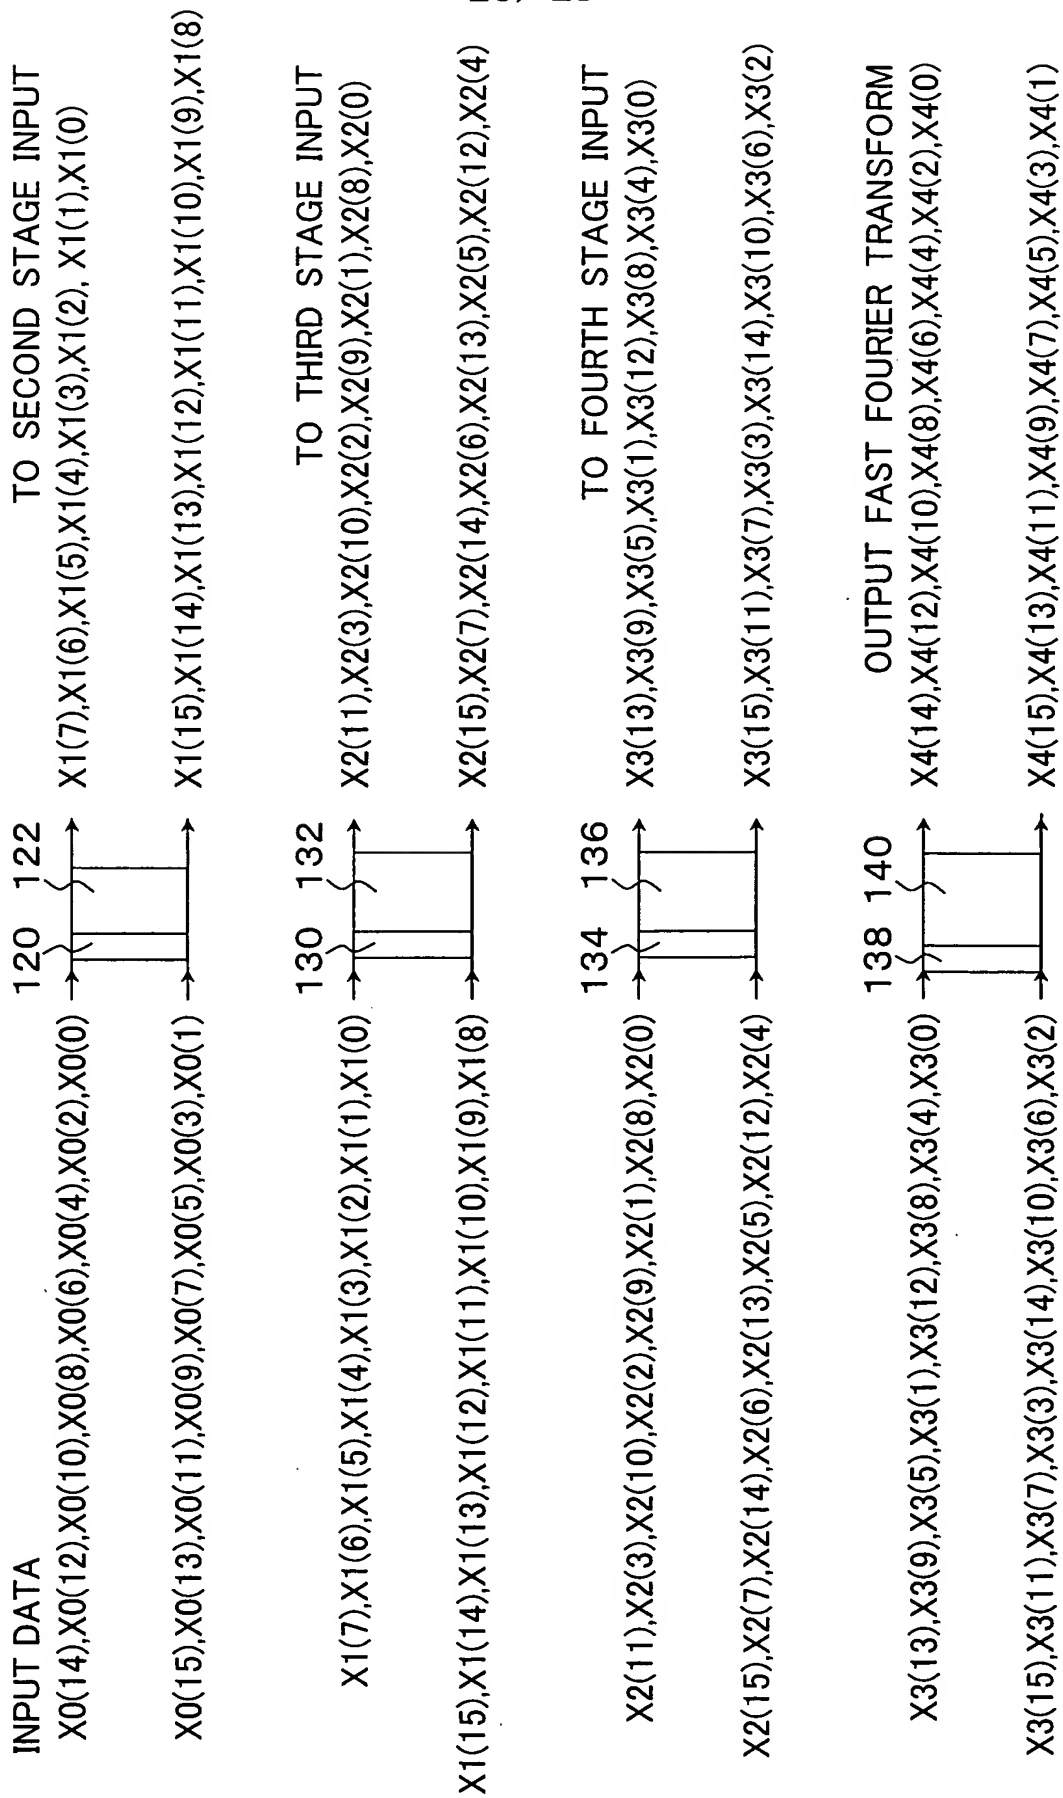 INPUT DATA
TO SECOND STAGE INPUT
120 122
X0(14),X0(12),X0(10),X0(8),X0(6),X0(4),X0(2),X0(0)
X1(7),X1(6),X1(5),X1(4),X1(3),X1(2), X1(1),X1(0)
X0(15),X0(13),X0(11),X0(9),X0(7),X0(5),X0(3),X0(1)
X1(15),X1(14),X1(13),X1(12),X1(11),X1(10),X1(9),X1(8)
TO THIRD STAGE INPUT
130 132
X1(7),X1(6),X1(5),X1(4),X1(3),X1(2),X1(1),X1(0)
X2(11),X2(3),X2(10),X2(2),X2(9),X2(1),X2(8),X2(0)
X1(15),X1(14),X1(13),X1(12),X1(11),X1(10),X1(9),X1(8)
X2(15),X2(7),X2(14),X2(6),X2(13),X2(5),X2(12),X2(4)
TO FOURTH STAGE INPUT
134 136
X2(11),X2(3),X2(10),X2(2),X2(9),X2(1),X2(8),X2(0)
X3(13),X3(9),X3(5),X3(1),X3(12),X3(8),X3(4),X3(0)
X2(15),X2(7),X2(14),X2(6),X2(13),X2(5),X2(12),X2(4)
X3(15),X3(11),X3(7),X3(3),X3(14),X3(10),X3(6),X3(2)
OUTPUT FAST FOURIER TRANSFORM
138 140
X3(13),X3(9),X3(5),X3(1),X3(12),X3(8),X3(4),X3(0)
X4(14),X4(12),X4(10),X4(8),X4(6),X4(4),X4(2),X4(0)
X3(15),X3(11),X3(7),X3(3),X3(14),X3(10),X3(6),X3(2)
X4(15),X4(13),X4(11),X4(9),X4(7),X4(5),X4(3),X4(1)